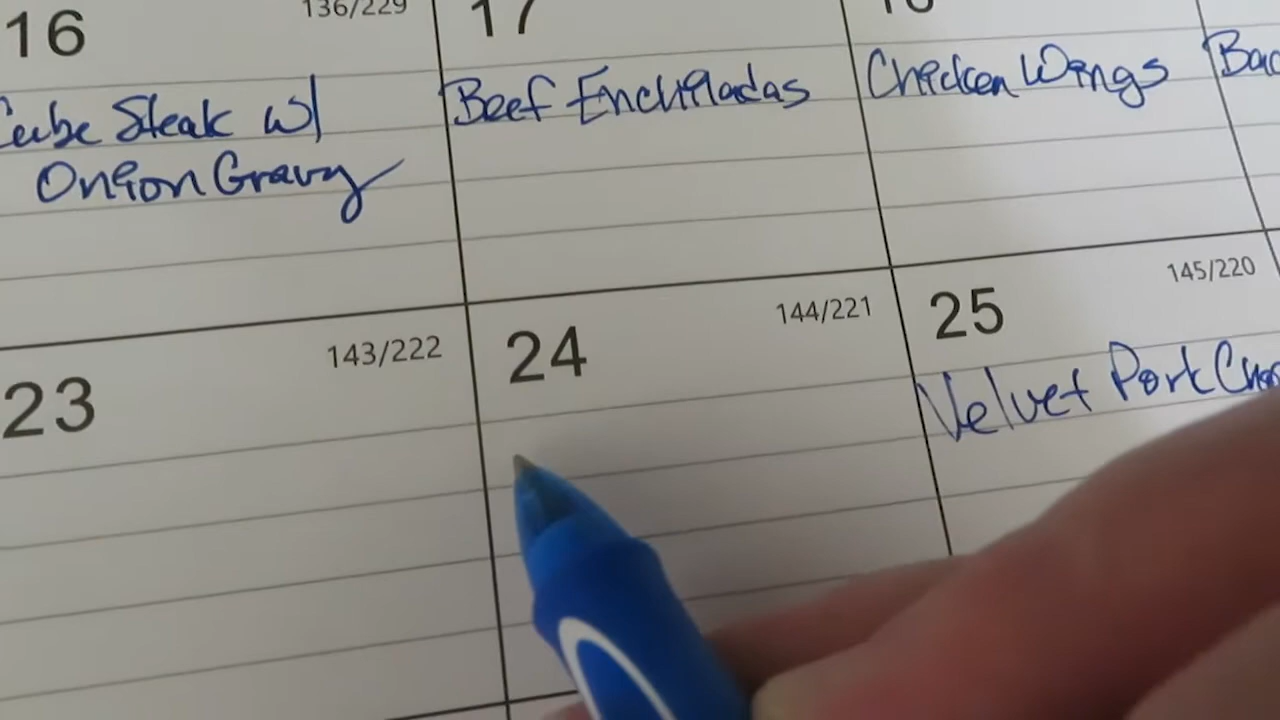 16 136/229 17
Cube Steak w/
Onion Gravy
Beef Enchiladas
Chicken Wings
23 143/222
24 144/221
25 145/220
Velvet Pork